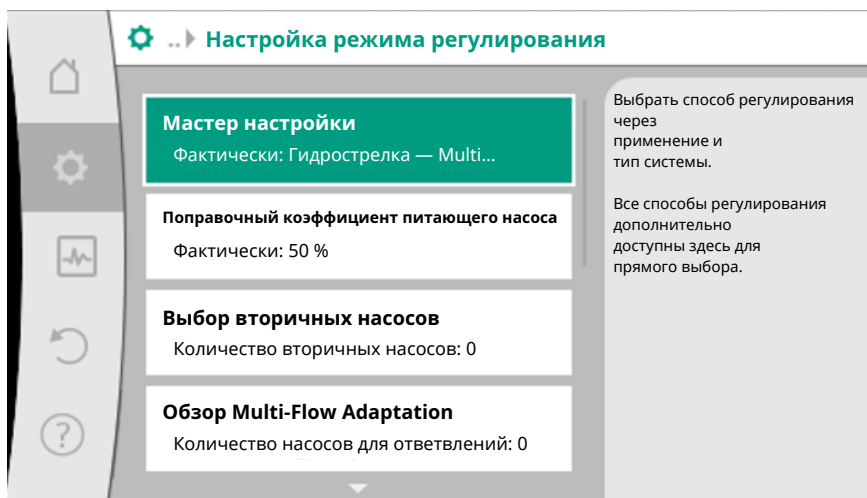 ..▶ Настройка режима регулирования
Мастер настройки
Фактически: Гидрострелка — Multi...
Поправочный коэффициент питающего насоса
Фактически: 50 %
Выбор вторичных насосов
Количество вторичных насосов: 0
Обзор Multi-Flow Adaptation
Количество насосов для ответвлений: 0
Выбрать способ регулирования
через
применение и
тип системы.
Все способы регулирования
дополнительно
доступны здесь для
прямого выбора.
?